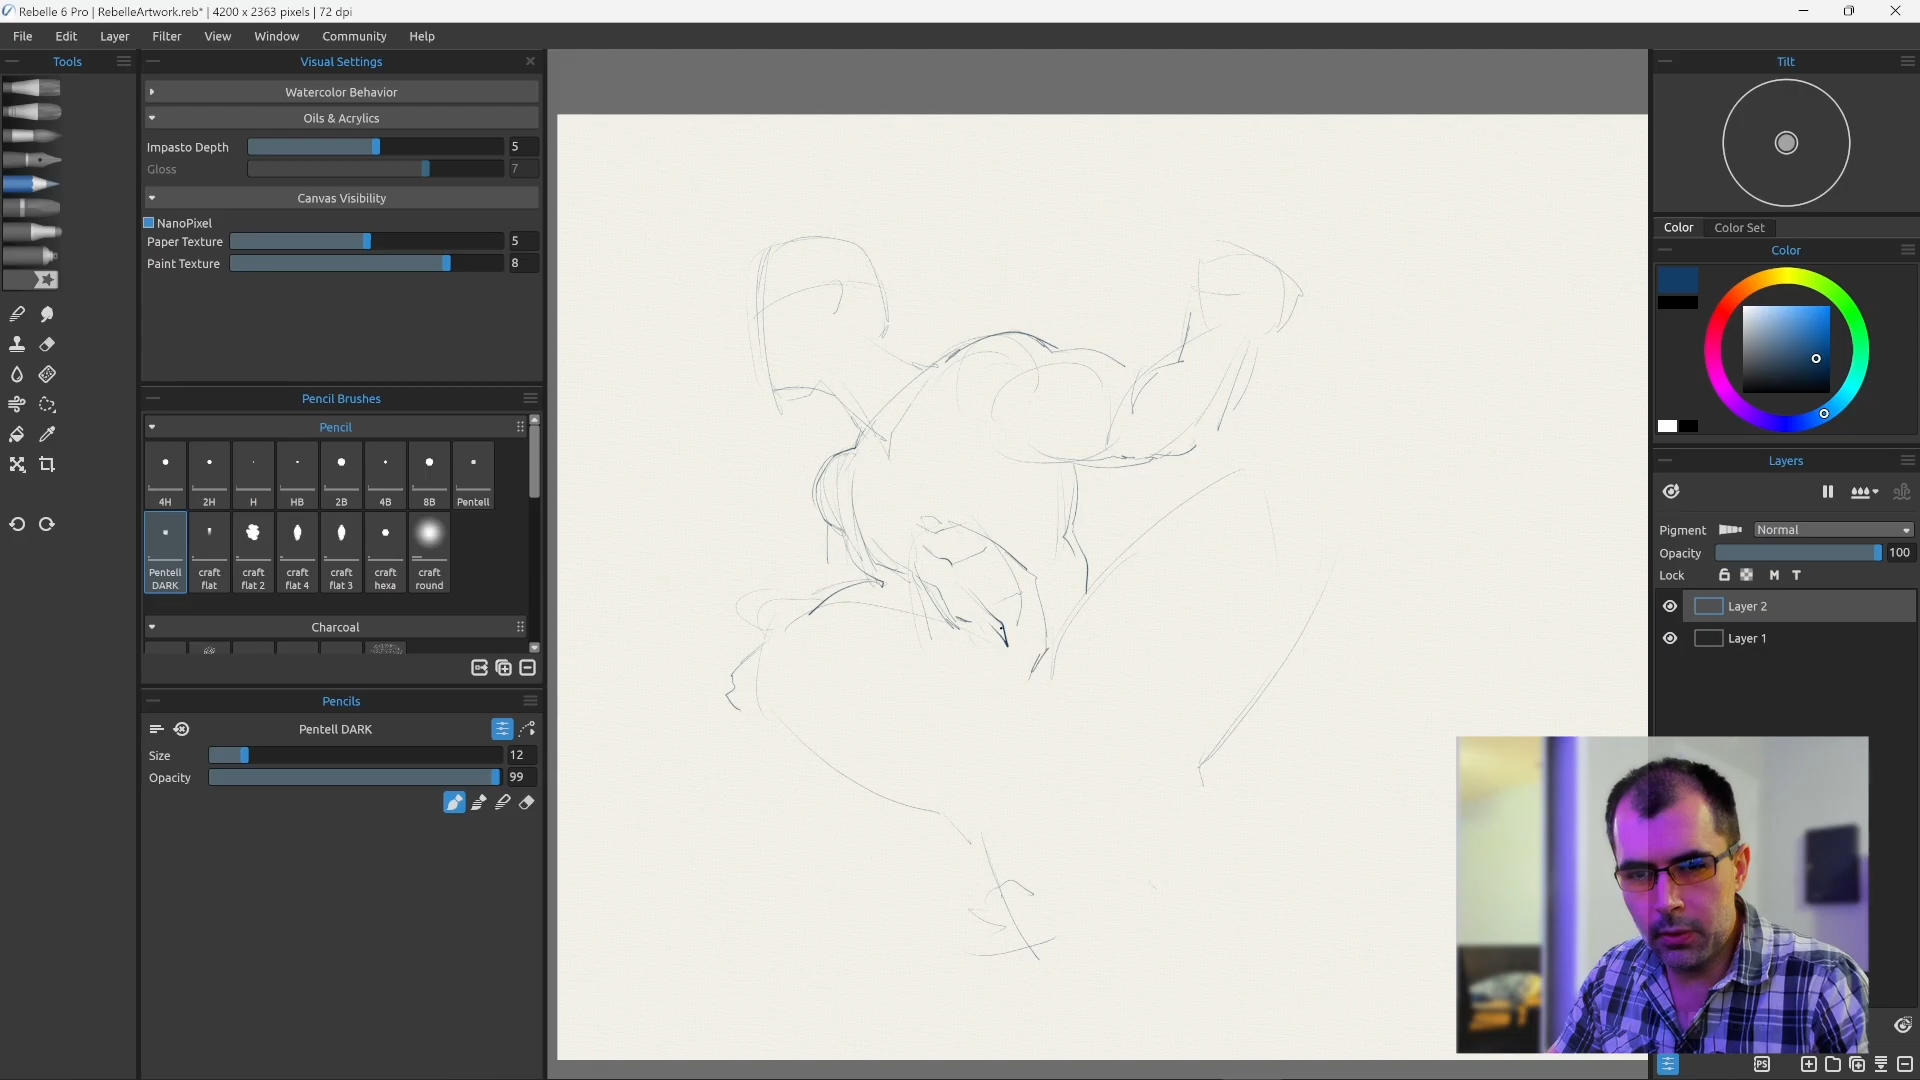 Rebelle 6 Pro | RebelleArtwork.reb* | 4200 x 2363 pixels | 72 dpi
File Edit Layer Filter View Window Community Help
Tools
Visual Settings
Watercolor Behavior
Oils & Acrylics
Impasto Depth 5
Gloss 7
Canvas Visibility
NanoPixel
Paper Texture 5
Paint Texture 8
Pencil Brushes
Pencil
4H 2H H HB 2B 4B 8B Pentell
Pentell DARK craft flat craft flat 2 craft flat 4 craft flat 3 craft hexa craft round
Charcoal
Pencils
Pentell DARK
Size 12
Opacity 99
Tilt
Color Color Set
Color
Layers
Pigment Normal
Opacity 100
Lock M T
Layer 2
Layer 1
PS